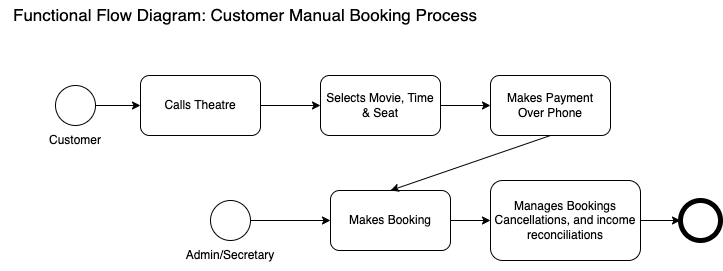 Functional Flow Diagram: Customer Manual Booking Process
Calls Theatre
Selects Movie, Time
& Seat
Makes Payment
Over Phone
Customer
Makes Booking
Manages Bookings
Cancellations, and income
reconciliations
Admin/Secretary